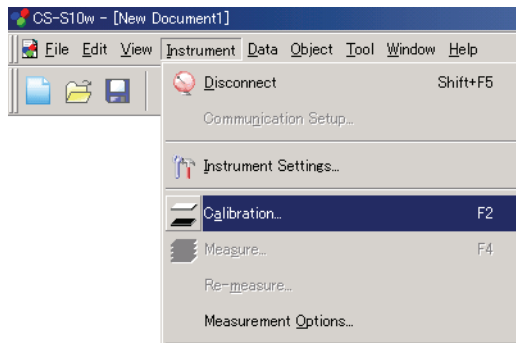 CS-S10w - [New Document1]
File Edit View Instrument Data Object Tool Window Help
Disconnect Shift+F5
Communication Setup...
Instrument Settings...
Calibration... F2
Measure... F4
Re-measure...
Measurement Options...